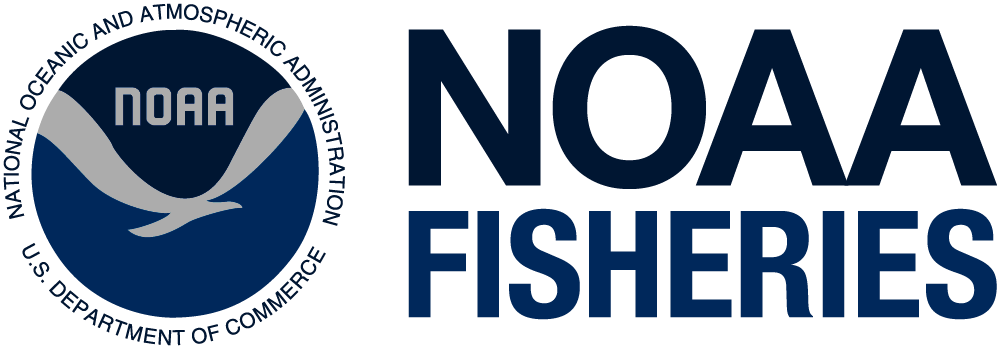 NATIONAL OCEANIC AND ATMOSPHERIC ADMINISTRATION
NOAA
U.S. DEPARTMENT OF COMMERCE
NOAA
FISHERIES